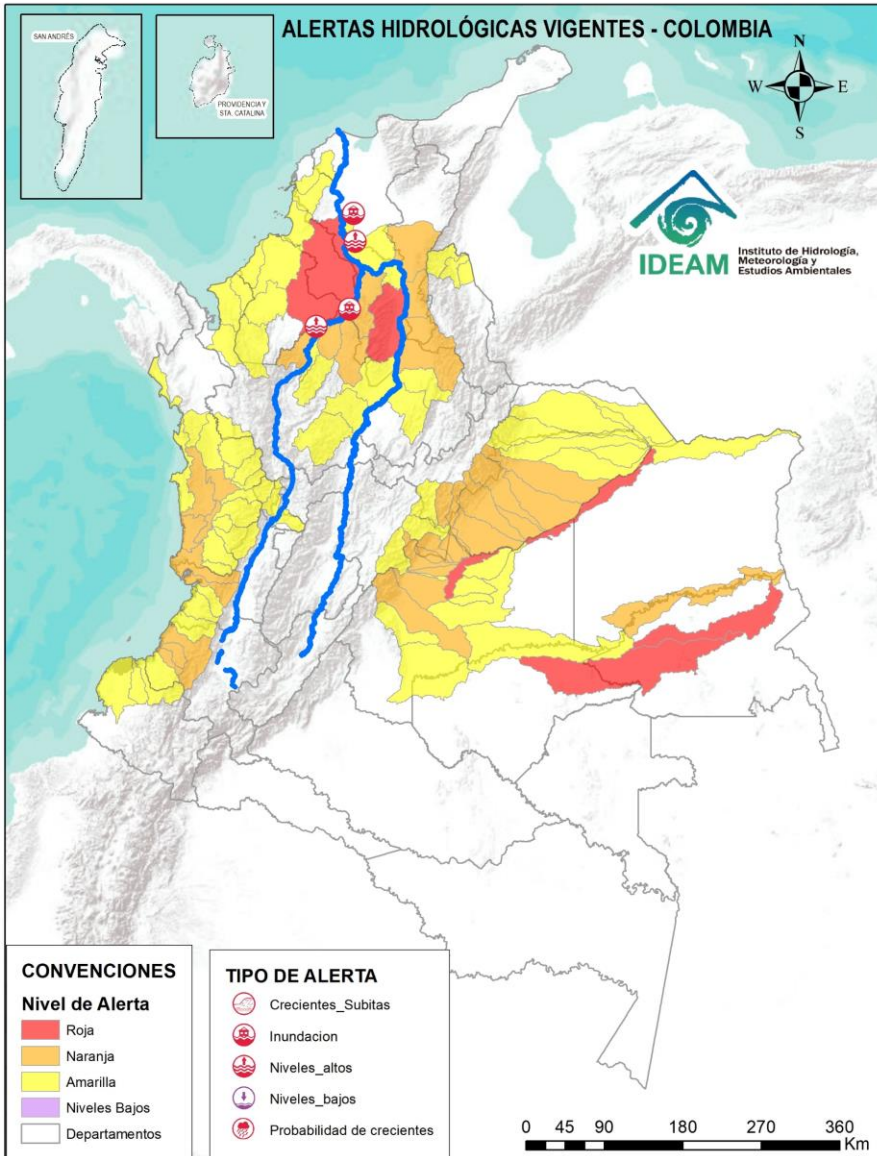 ALERTAS HIDROLÓGICAS VIGENTES - COLOMBIA
SAN ANDRÉS
PROVIDENCIA Y
STA. CATALINA
N
W
E
S
IDEAM
Instituto de Hidrología,
Meteorología y
Estudios Ambientales
CONVENCIONES
Nivel de Alerta
Roja
Naranja
Amarilla
Niveles Bajos
Departamentos
TIPO DE ALERTA
Crecientes_Subitas
Inundacion
Niveles_altos
Niveles_bajos
Probabilidad de crecientes
0 45 90 180 270 360
Km